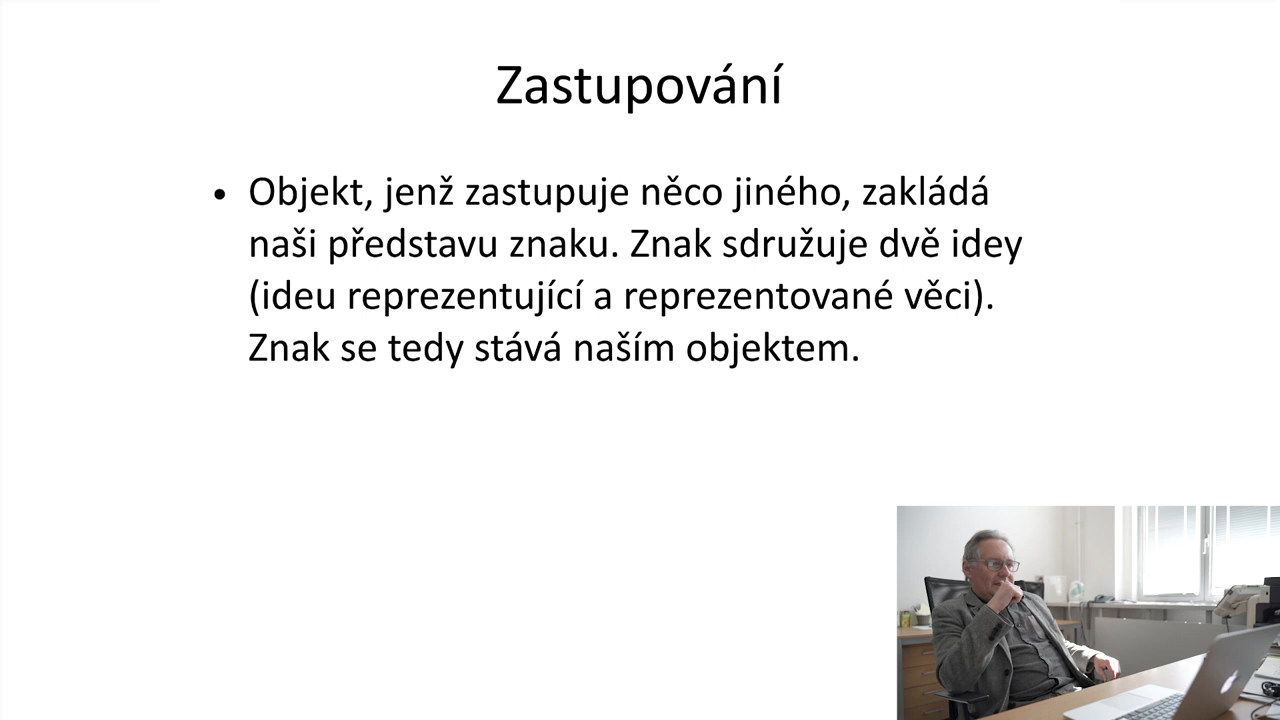 Zastupování
• Objekt, jenž zastupuje něco jiného, zakládá
naši představu znaku. Znak sdružuje dvě idey
(ideu reprezentující a reprezentované věci).
Znak se tedy stává naším objektem.